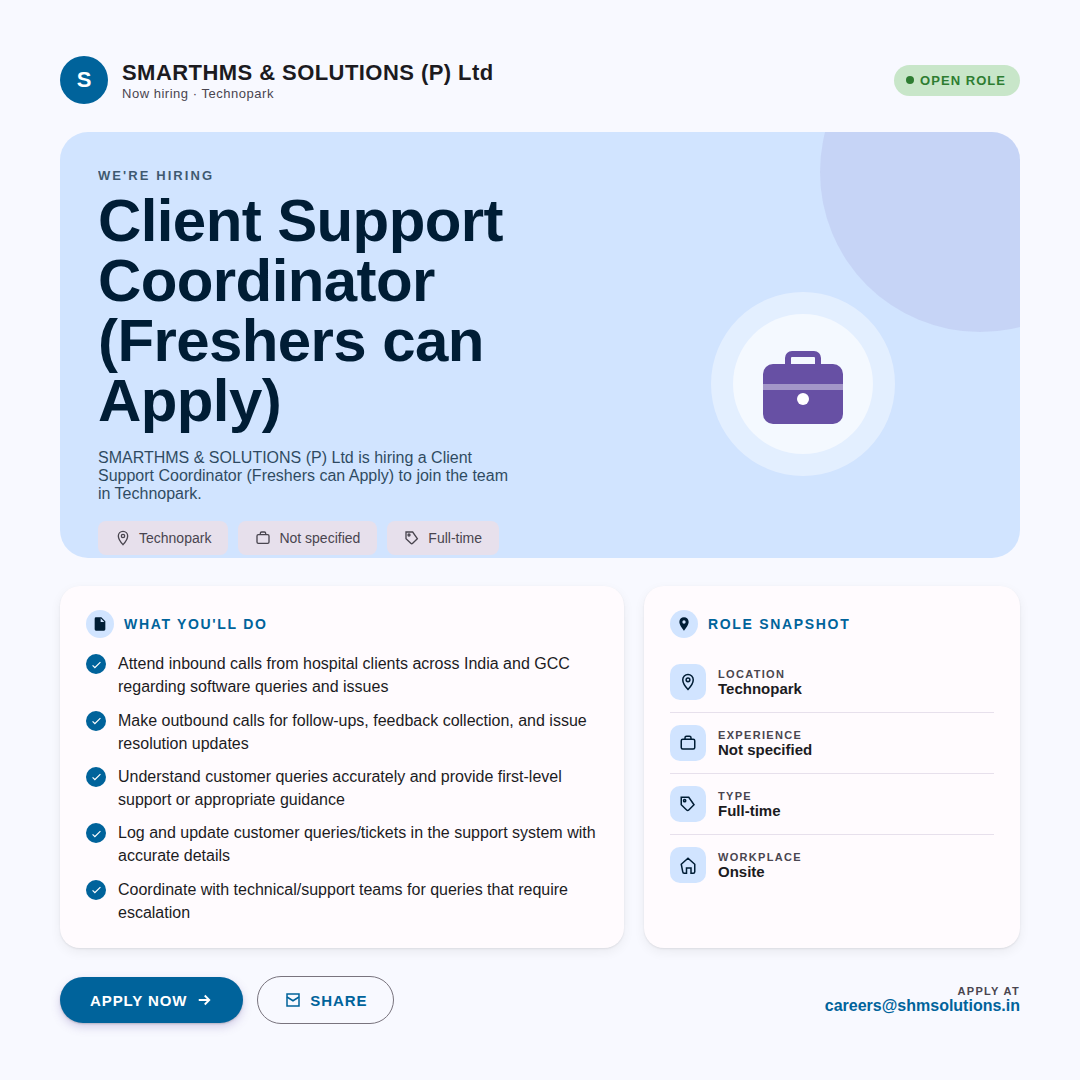 S
SMARTHMS & SOLUTIONS (P) Ltd
Now hiring · Technopark
OPEN ROLE
WE'RE HIRING
Client Support
Coordinator
(Freshers can
Apply)
SMARTHMS & SOLUTIONS (P) Ltd is hiring a Client
Support Coordinator (Freshers can Apply) to join the team
in Technopark.
Technopark
Not specified
Full-time
WHAT YOU'LL DO
Attend inbound calls from hospital clients across India and GCC
regarding software queries and issues
Make outbound calls for follow-ups, feedback collection, and issue
resolution updates
Understand customer queries accurately and provide first-level
support or appropriate guidance
Log and update customer queries/tickets in the support system with
accurate details
Coordinate with technical/support teams for queries that require
escalation
ROLE SNAPSHOT
LOCATION
Technopark
EXPERIENCE
Not specified
TYPE
Full-time
WORKPLACE
Onsite
APPLY NOW
SHARE
APPLY AT
careers@shmsolutions.in